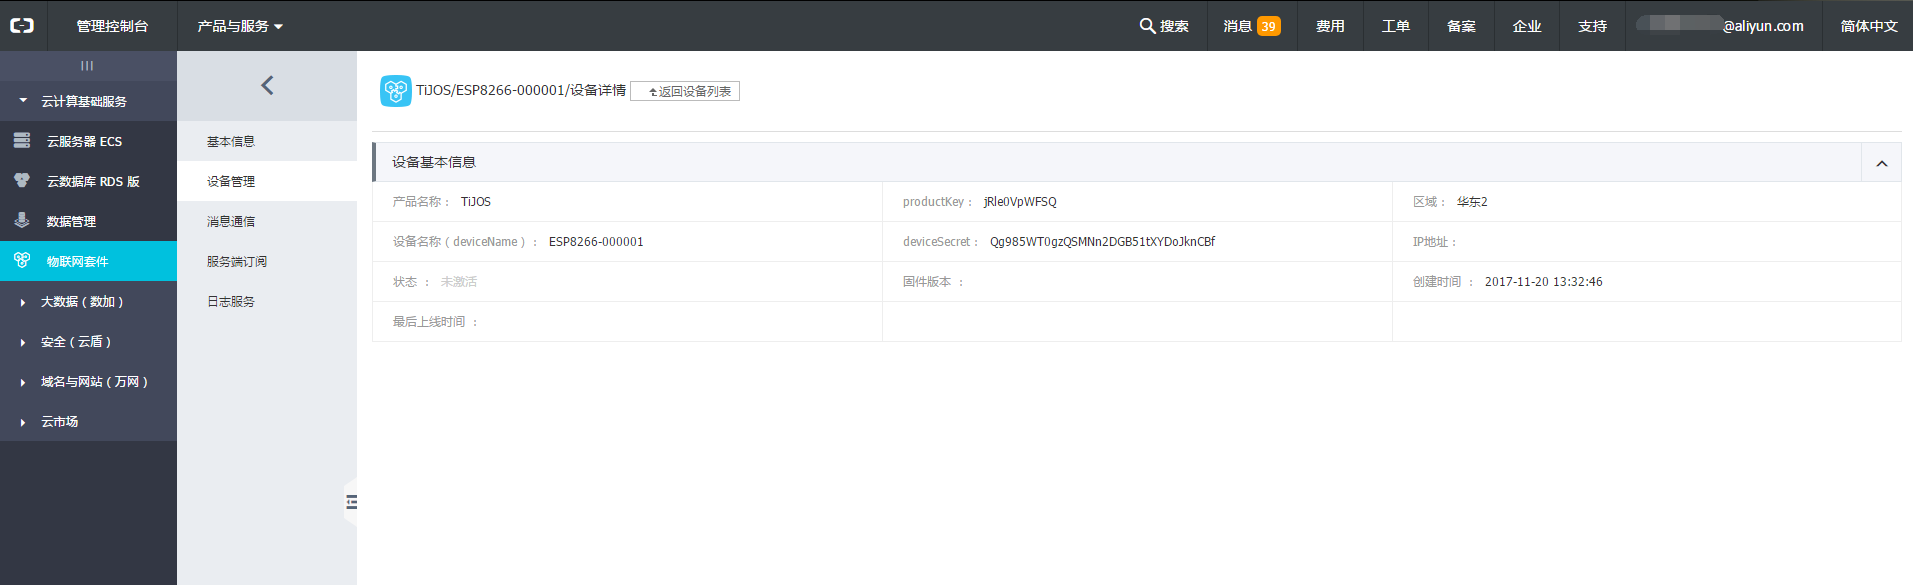 管理控制台 产品与服务 搜索 消息 39 费用 工单 备案 企业 支持 @aliyun.com 简体中文
云计算基础服务
云服务器 ECS
云数据库 RDS 版
数据管理
物联网套件
大数据（数加）
安全（云盾）
域名与网站（万网）
云市场
基本信息
设备管理
消息通信
服务端订阅
日志服务
TiJOS/ESP8266-000001/设备详情 返回设备列表
设备基本信息
产品名称： TiJOS productKey： jRle0VpWFSQ 区域： 华东2
设备名称（deviceName）： ESP8266-000001 deviceSecret： Qg985WT0gzQSMNn2DGB51tXYDoJknCBf IP地址：
状态 ： 未激活 固件版本 ： 创建时间 ： 2017-11-20 13:32:46
最后上线时间 ：